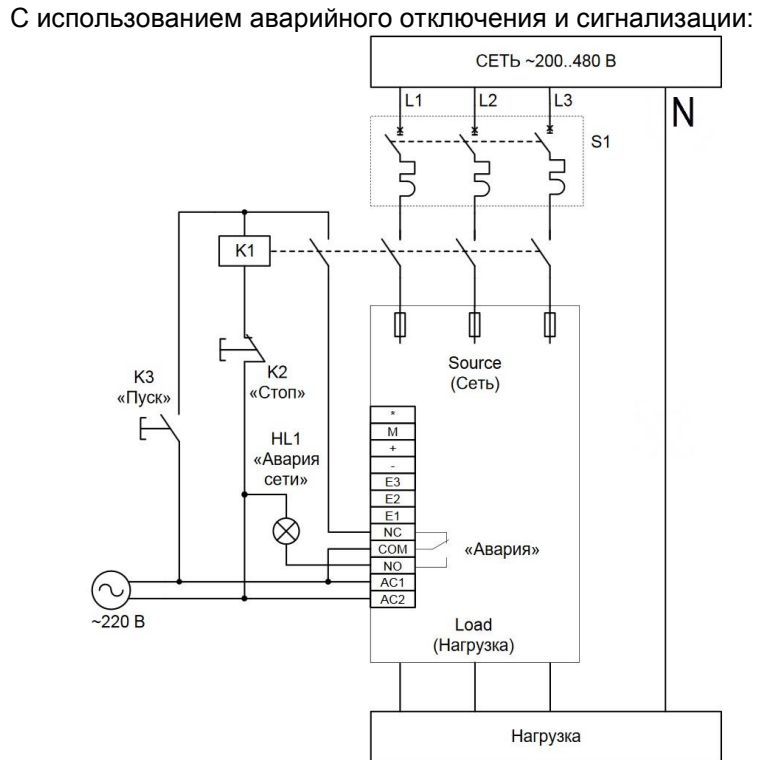 С использованием аварийного отключения и сигнализации:
СЕТЬ ~200..480 В
L1
L2
L3
N
S1
K1
K2
«Стоп»
K3
«Пуск»
HL1
«Авария
сети»
Source
(Сеть)
*
M
+
-
E3
E2
E1
NC
COM
NO
AC1
AC2
«Авария»
~220 В
Load
(Нагрузка)
Нагрузка